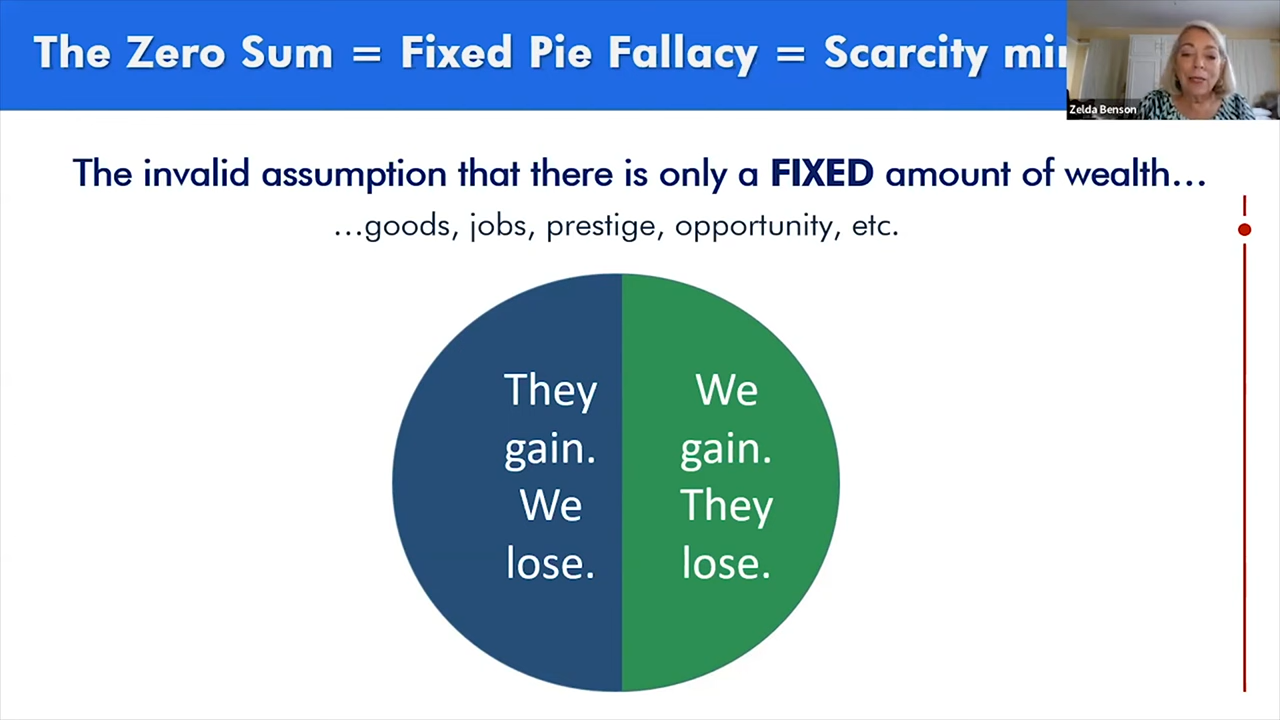 The Zero Sum = Fixed Pie Fallacy = Scarcity
Zelda Benson
The invalid assumption that there is only a FIXED amount of wealth…
…goods, jobs, prestige, opportunity, etc.
They
gain.
We
lose.
We
gain.
They
lose.